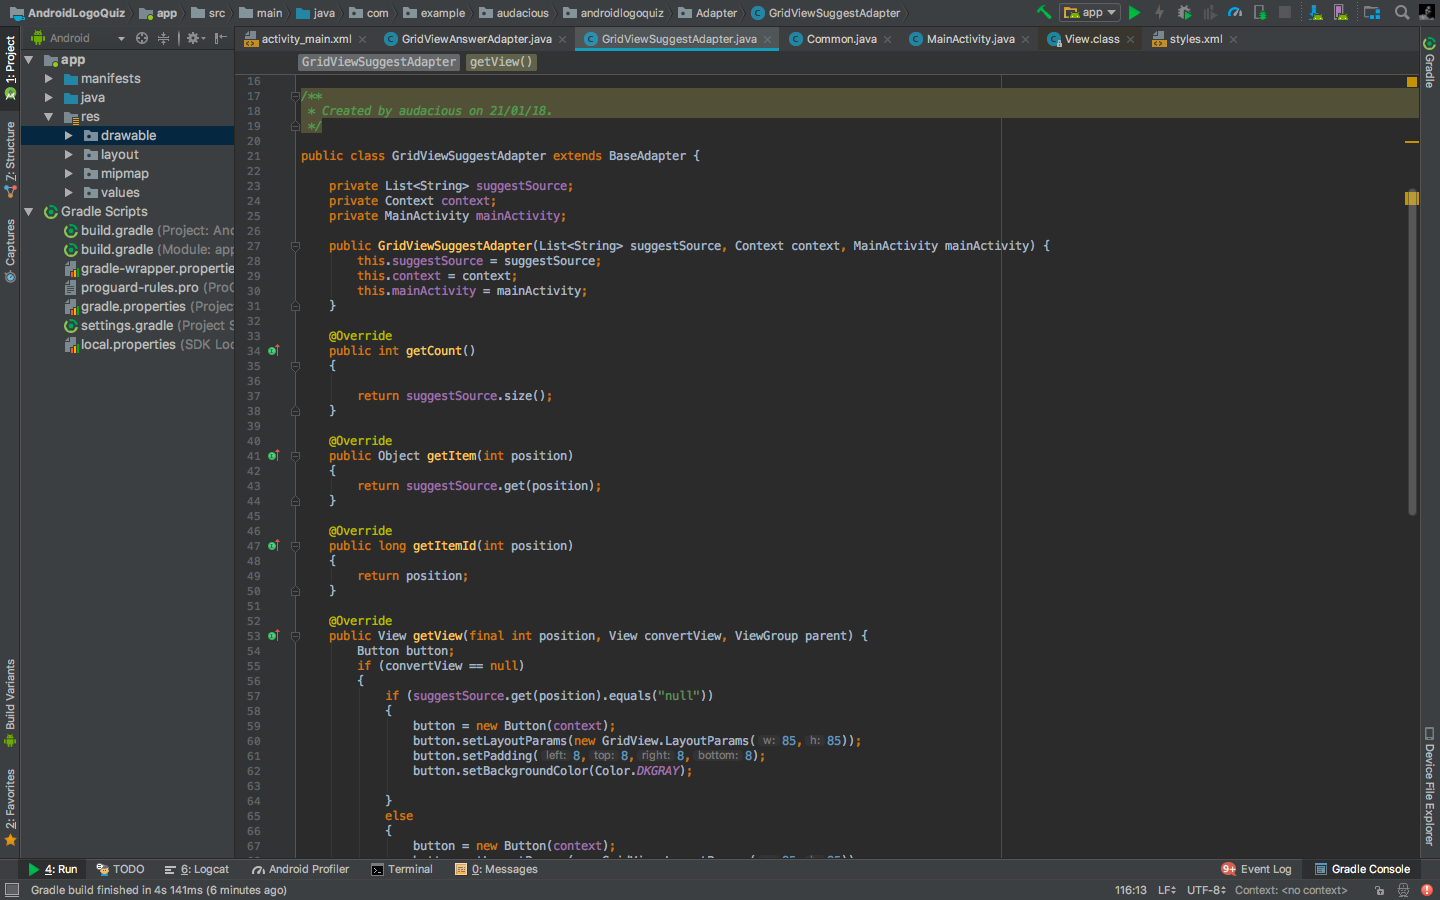 AndroidLogoQuiz app src main java com example audacious androidlogoquiz Adapter GridViewSuggestAdapter app
Android activity_main.xml GridViewAnswerAdapter.java GridViewSuggestAdapter.java Common.java MainActivity.java View.class styles.xml
1: Project
Z: Structure
Captures
Build Variants
2: Favorites
app
manifests
java
res
drawable
layout
mipmap
values
Gradle Scripts
build.gradle (Project: And
build.gradle (Module: app
gradle-wrapper.propertie
proguard-rules.pro (ProG
gradle.properties (Project
settings.gradle (Project S
local.properties (SDK Loc
GridViewSuggestAdapter getView()
16
17 /**
18 * Created by audacious on 21/01/18.
19 */
20
21 public class GridViewSuggestAdapter extends BaseAdapter {
22
23 private List<String> suggestSource;
24 private Context context;
25 private MainActivity mainActivity;
26
27 public GridViewSuggestAdapter(List<String> suggestSource, Context context, MainActivity mainActivity) {
28 this.suggestSource = suggestSource;
29 this.context = context;
30 this.mainActivity = mainActivity;
31 }
32
33 @Override
34 public int getCount()
35 {
36
37 return suggestSource.size();
38 }
39
40 @Override
41 public Object getItem(int position)
42 {
43 return suggestSource.get(position);
44 }
45
46 @Override
47 public long getItemId(int position)
48 {
49 return position;
50 }
51
52 @Override
53 public View getView(final int position, View convertView, ViewGroup parent) {
54 Button button;
55 if (convertView == null)
56 {
57 if (suggestSource.get(position).equals("null"))
58 {
59 button = new Button(context);
60 button.setLayoutParams(new GridView.LayoutParams( w: 85, h: 85));
61 button.setPadding( left: 8, top: 8, right: 8, bottom: 8);
62 button.setBackgroundColor(Color.DKGRAY);
63
64 }
65 else
66 {
67 button = new Button(context);
Gradle
Device File Explorer
4: Run TODO 6: Logcat Android Profiler Terminal 0: Messages 9+ Event Log Gradle Console
Gradle build finished in 4s 141ms (6 minutes ago) 116:13 LF UTF-8 Context: <no context>